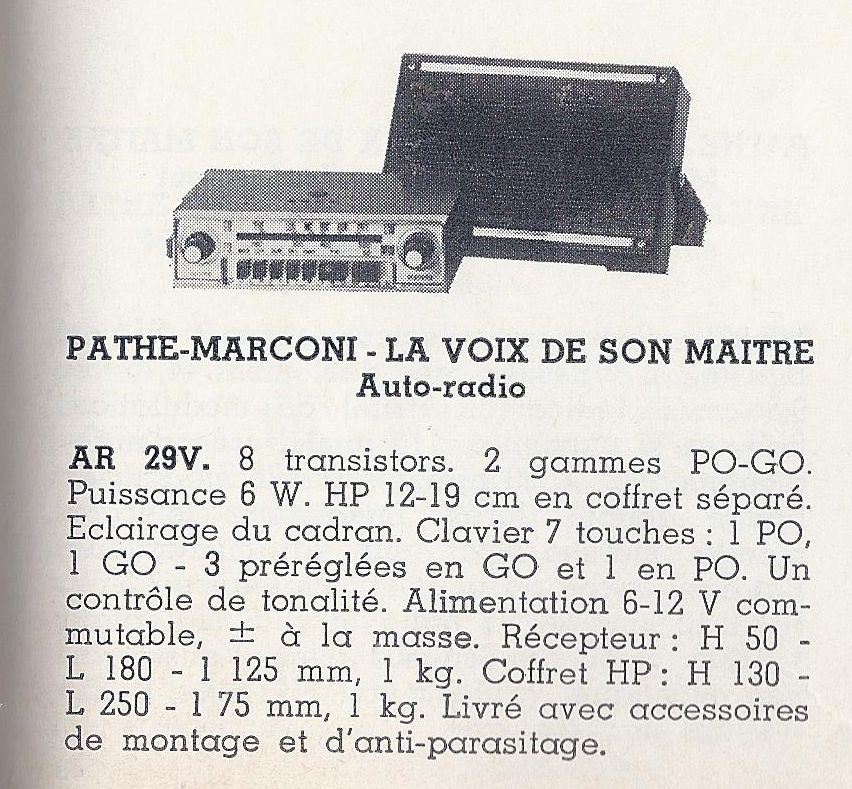 PATHE-MARCONI - LA VOIX DE SON MAITRE
Auto-radio
AR 29V. 8 transistors. 2 gammes PO-GO.
Puissance 6 W. HP 12-19 cm en coffret séparé.
Eclairage du cadran. Clavier 7 touches : 1 PO,
1 GO - 3 préréglées en GO et 1 en PO. Un
contrôle de tonalité. Alimentation 6-12 V com-
mutable, ± à la masse. Récepteur : H 50 -
L 180 - l 125 mm, 1 kg. Coffret HP : H 130 -
L 250 - l 75 mm, 1 kg. Livré avec accessoires
de montage et d'anti-parasitage.